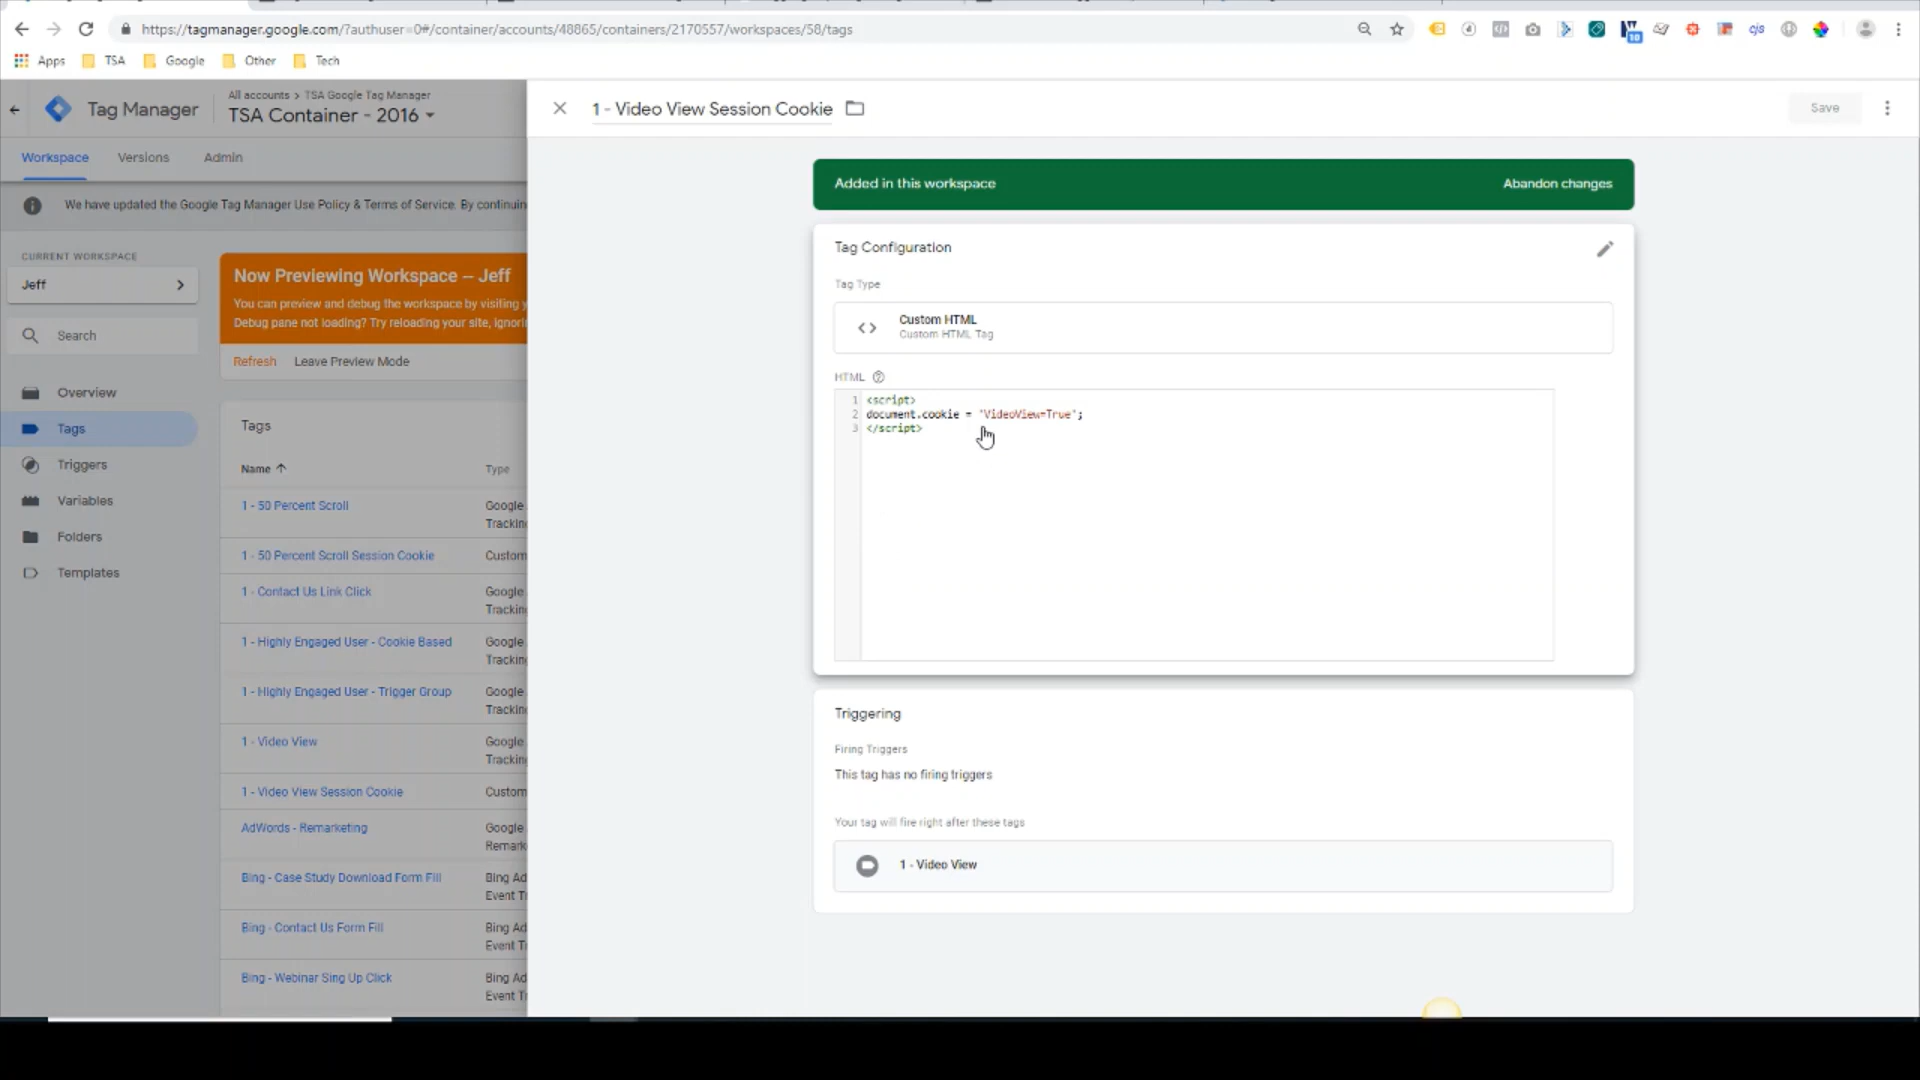 https://tagmanager.google.com/?authuser=0#/container/accounts/48865/containers/2170557/workspaces/58/tags
10
cjs
Apps
TSA
Google
Other
Tech
Tag Manager
All accounts > TSA Google Tag Manager
TSA Container - 2016
1 - Video View Session Cookie
Save
Workspace
Versions
Admin
We have updated the Google Tag Manager Use Policy & Terms of Service. By continuin
Added in this workspace
Abandon changes
CURRENT WORKSPACE
Jeff
Search
Overview
Tags
Triggers
Variables
Folders
Templates
Now Previewing Workspace – Jeff
You can preview and debug the workspace by visiting
Debug pane not loading? Try reloading your site, ignorin
Refresh
Leave Preview Mode
Tags
Name
Type
1 - 50 Percent Scroll
Google
Trackin
1 - 50 Percent Scroll Session Cookie
Custom
1 - Contact Us Link Click
Google
Trackin
1 - Highly Engaged User - Cookie Based
Google
Trackin
1 - Highly Engaged User - Trigger Group
Google
Trackin
1 - Video View
Google
Trackin
1 - Video View Session Cookie
Custom
AdWords - Remarketing
Google
Remark
Bing - Case Study Download Form Fill
Bing Ad
Event T
Bing - Contact Us Form Fill
Bing Ad
Event T
Bing - Webinar Sing Up Click
Bing Ad
Event T
Tag Configuration
Tag Type
Custom HTML
Custom HTML Tag
HTML
1 <script>
2 document.cookie = 'VideoView=True';
3 </script>
Triggering
Firing Triggers
This tag has no firing triggers
Your tag will fire right after these tags
1 - Video View